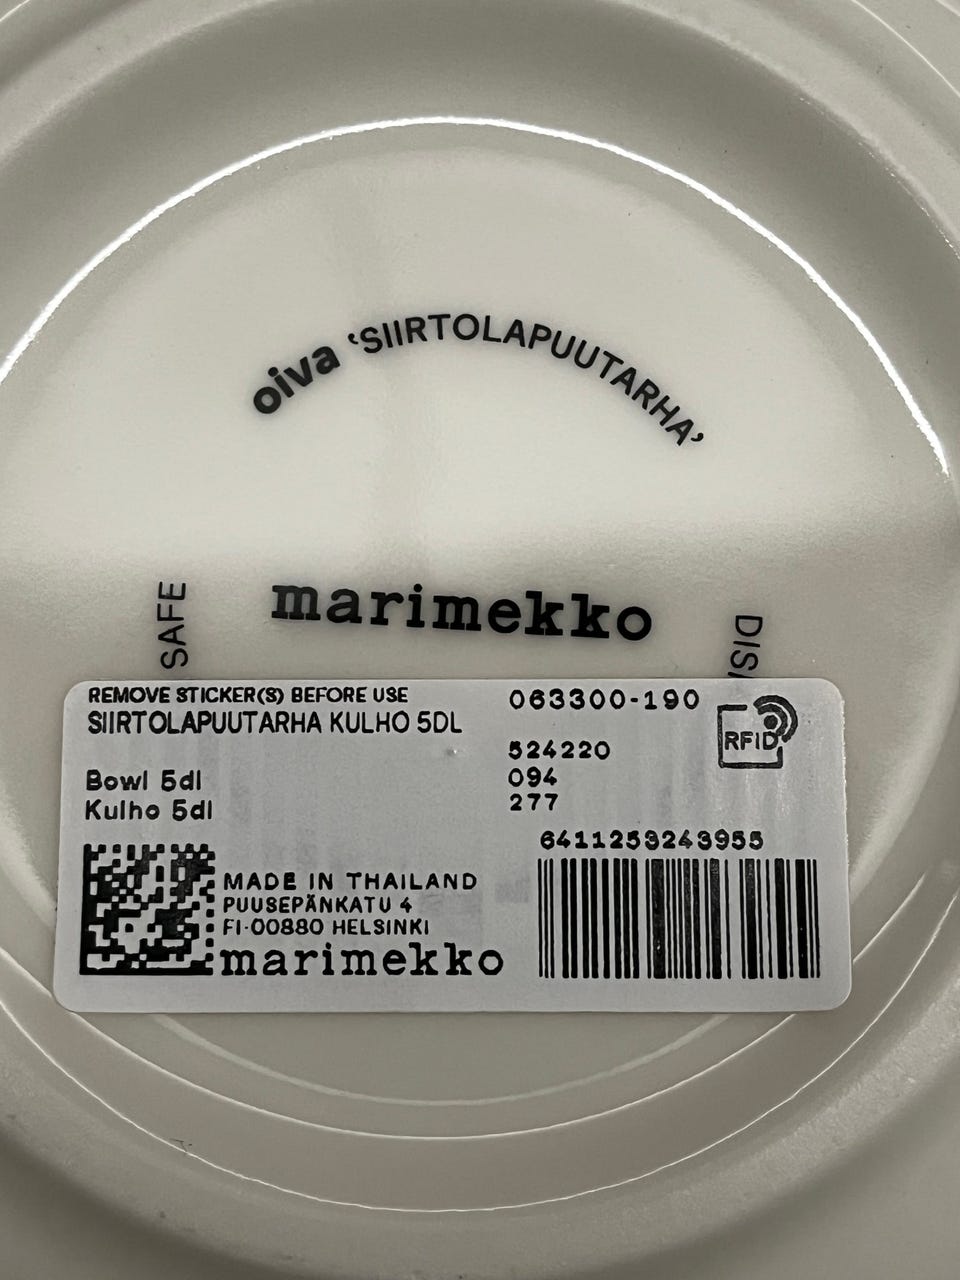 oiva ‘SIIRTOLAPUUTARHA’
marimekko
SAFE
REMOVE STICKER(S) BEFORE USE
SIIRTOLAPUUTARHA KULHO 5DL
Bowl 5dl
Kulho 5dl
063300-190
524220
094
277
RFID
6411253243955
MADE IN THAILAND
PUUSEPÄNKATU 4
FI-00880 HELSINKI
marimekko